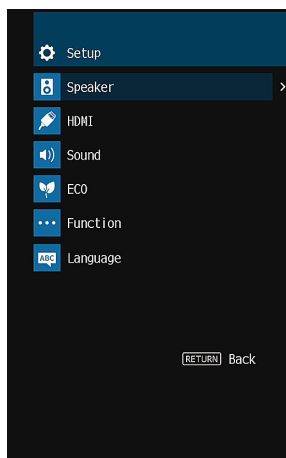 Setup
Speaker
HDMI
Sound
ECO
Function
ABC Language
RETURN Back